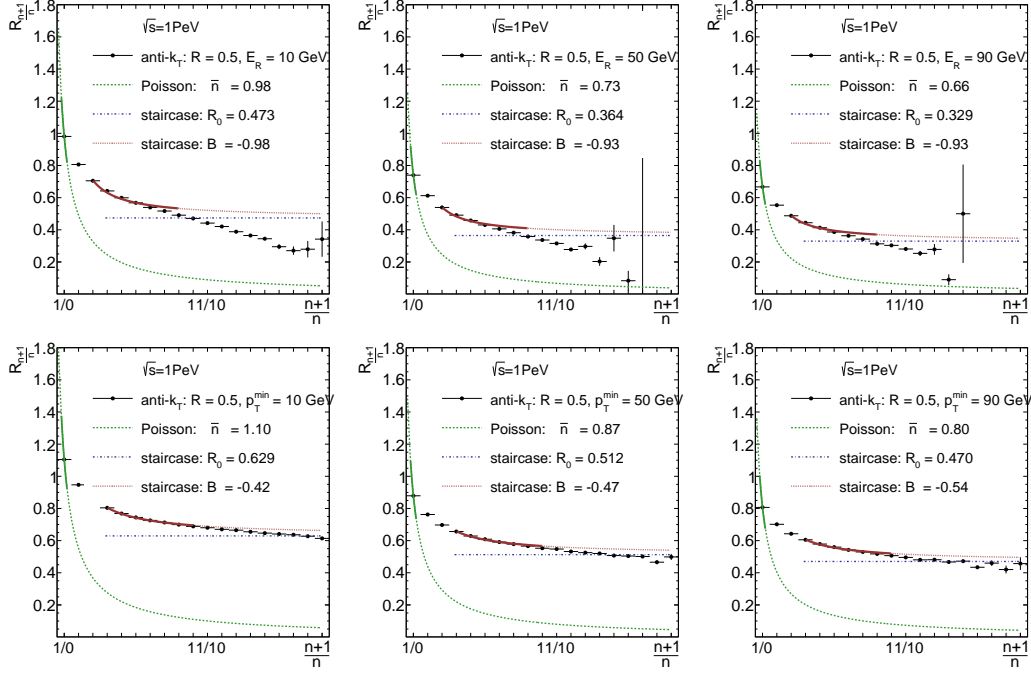 R_{n+1/n}
√s=1PeV
anti-k_T: R = 0.5, E_R = 10 GeV
Poisson: n̄ = 0.98
staircase: R_0 = 0.473
staircase: B = -0.98
1.8
1.6
1.4
1.2
1
0.8
0.6
0.4
0.2
1/0
11/10
n+1/n
R_{n+1/n}
√s=1PeV
anti-k_T: R = 0.5, E_R = 50 GeV
Poisson: n̄ = 0.73
staircase: R_0 = 0.364
staircase: B = -0.93
1.8
1.6
1.4
1.2
1
0.8
0.6
0.4
0.2
1/0
11/10
n+1/n
R_{n+1/n}
√s=1PeV
anti-k_T: R = 0.5, E_R = 90 GeV
Poisson: n̄ = 0.66
staircase: R_0 = 0.329
staircase: B = -0.93
1.8
1.6
1.4
1.2
1
0.8
0.6
0.4
0.2
1/0
11/10
n+1/n
R_{n+1/n}
√s=1PeV
anti-k_T: R = 0.5, p_T^min = 10 GeV
Poisson: n̄ = 1.10
staircase: R_0 = 0.629
staircase: B = -0.42
1.8
1.6
1.4
1.2
1
0.8
0.6
0.4
0.2
1/0
11/10
n+1/n
R_{n+1/n}
√s=1PeV
anti-k_T: R = 0.5, p_T^min = 50 GeV
Poisson: n̄ = 0.87
staircase: R_0 = 0.512
staircase: B = -0.47
1.8
1.6
1.4
1.2
1
0.8
0.6
0.4
0.2
1/0
11/10
n+1/n
R_{n+1/n}
√s=1PeV
anti-k_T: R = 0.5, p_T^min = 90 GeV
Poisson: n̄ = 0.80
staircase: R_0 = 0.470
staircase: B = -0.54
1.8
1.6
1.4
1.2
1
0.8
0.6
0.4
0.2
1/0
11/10
n+1/n